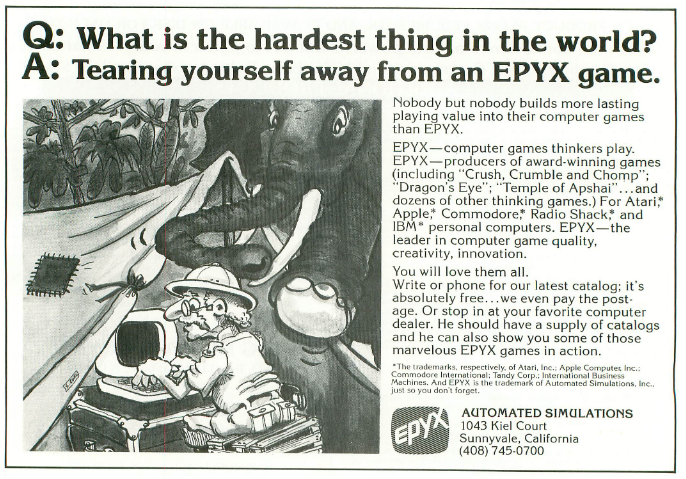 Q: What is the hardest thing in the world?
A: Tearing yourself away from an EPYX game.
Nobody but nobody builds more lasting
playing value into their computer games
than EPYX.
EPYX—computer games thinkers play.
EPYX—producers of award-winning games
(including "Crush, Crumble and Chomp";
"Dragon's Eye"; "Temple of Apshai"...and
dozens of other thinking games.) For Atari,*
Apple,* Commodore,* Radio Shack,* and
IBM* personal computers. EPYX—the
leader in computer game quality,
creativity, innovation.
You will love them all.
Write or phone for our latest catalog; it's
absolutely free...we even pay the post-
age. Or stop in at your favorite computer
dealer. He should have a supply of catalogs
and he can also show you some of those
marvelous EPYX games in action.
*The trademarks, respectively, of Atari, Inc.; Apple Computer, Inc.;
Commodore International; Tandy Corp.; International Business
Machines. And EPYX is the trademark of Automated Simulations, Inc.,
just so you don't forget.
EPYX
AUTOMATED SIMULATIONS
1043 Kiel Court
Sunnyvale, California
(408) 745-0700